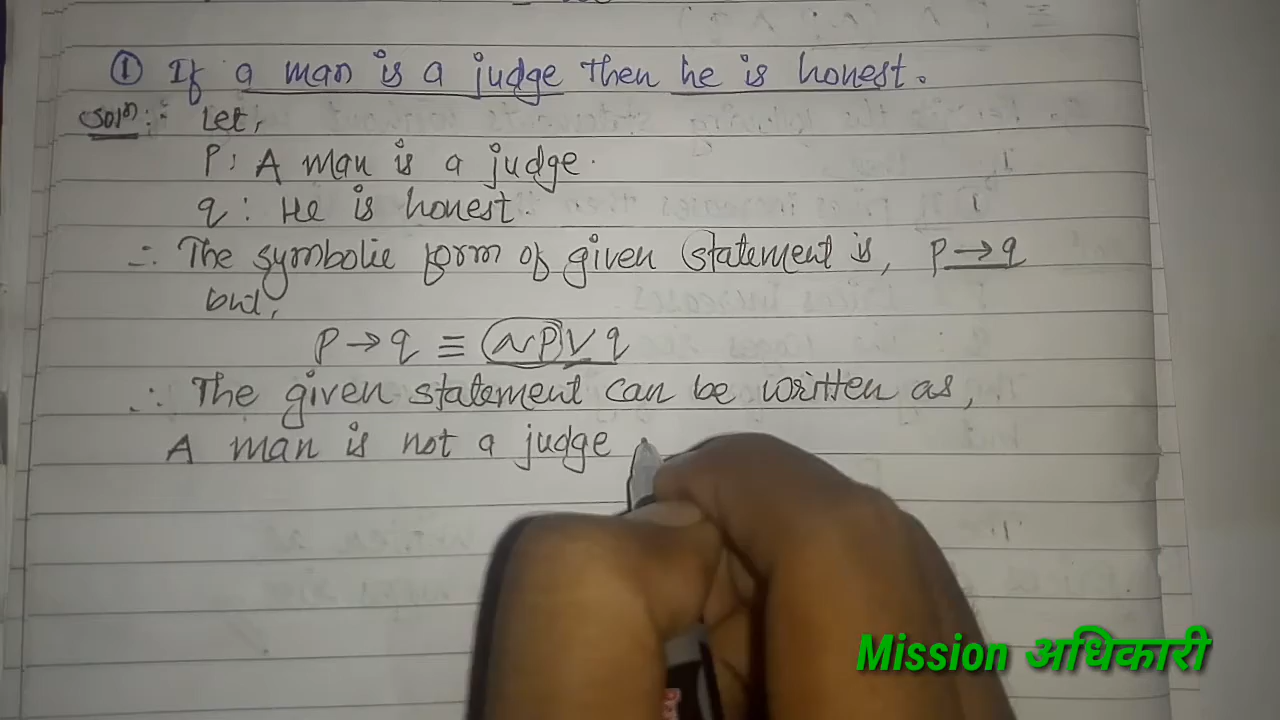 ① If a man is a judge then he is honest.
Solⁿ:- Let,
P: A man is a judge.
q: He is honest.
∴ The symbolic form of given statement is, P → q
but,
P → q ≡ (~P) ∨ q
∴ The given statement can be written as,
A man is not a judge
Mission अधिकारी